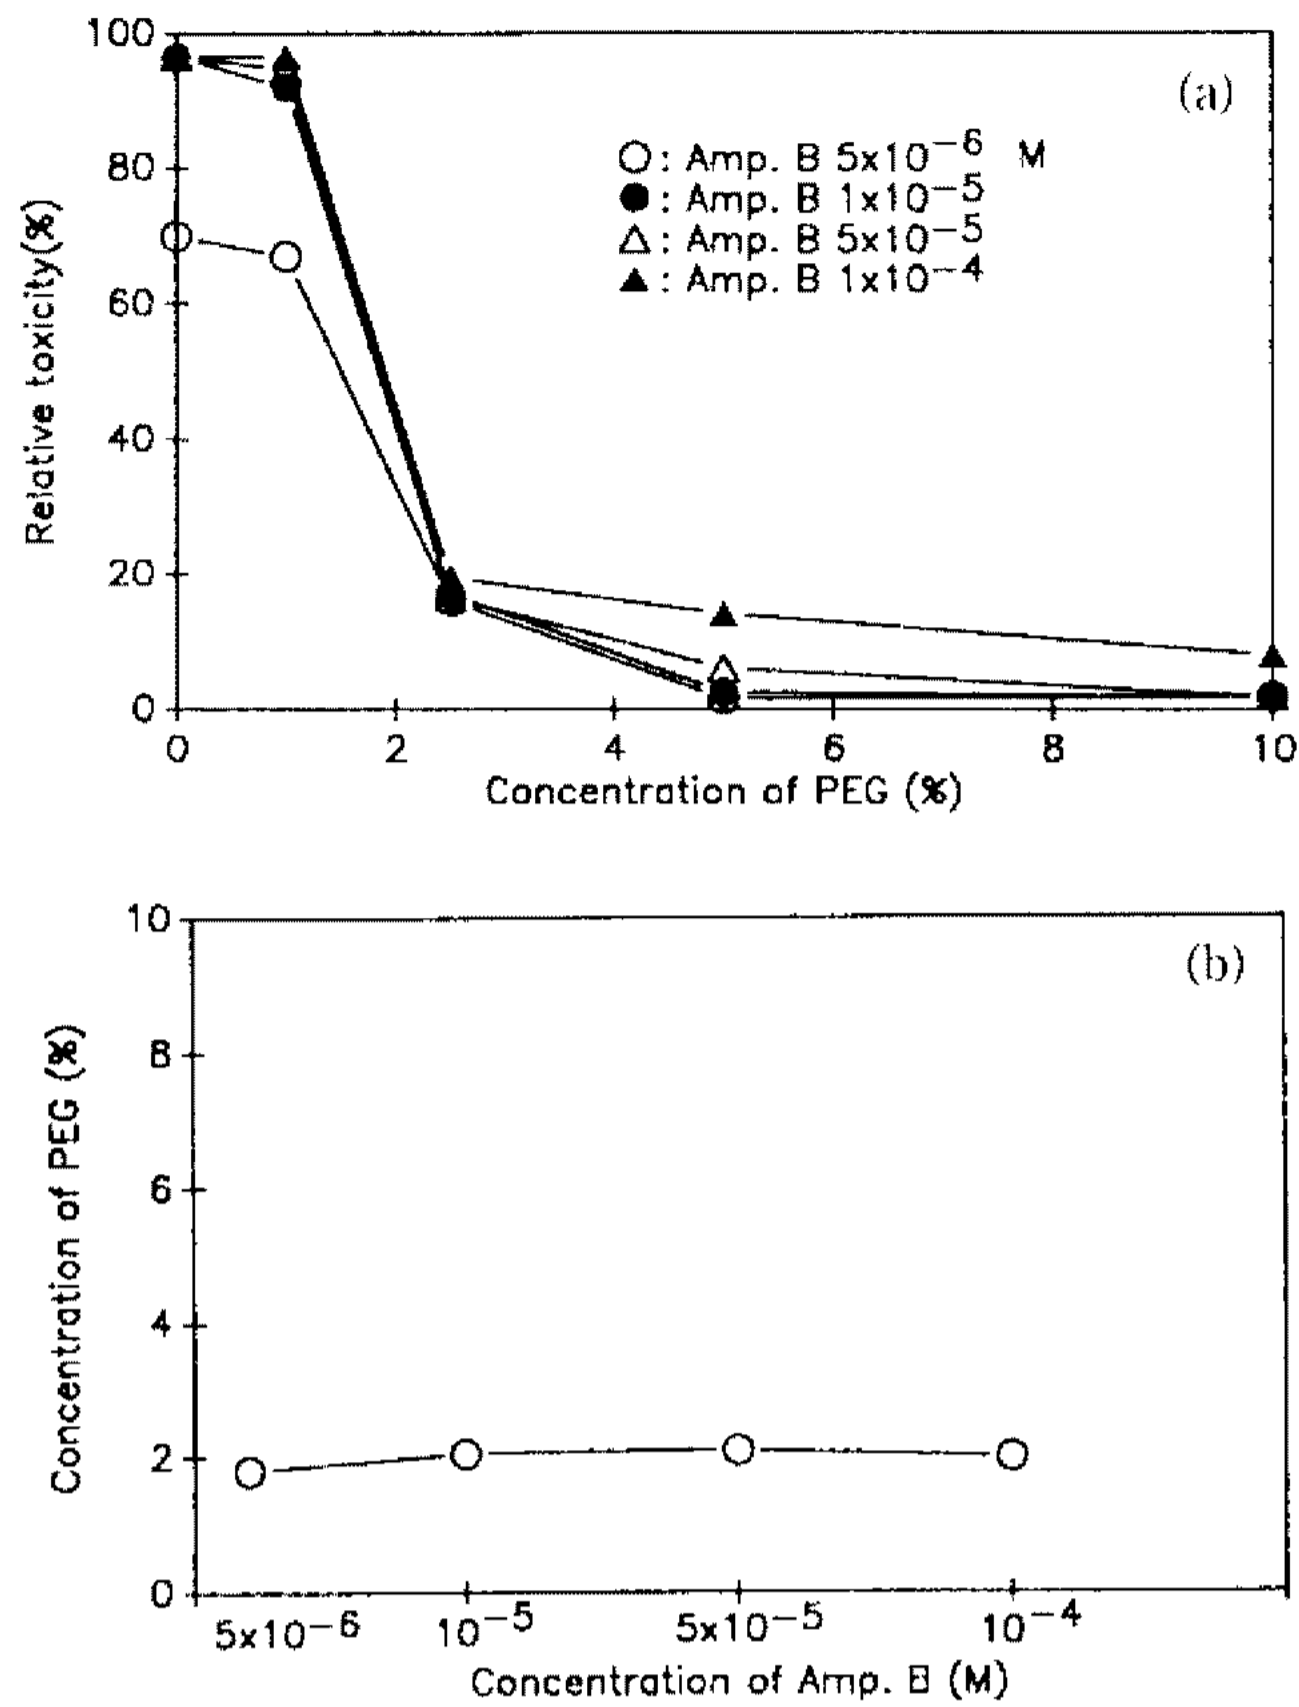 100
80
60
40
20
0
Relative toxicity(%)
(a)
○: Amp. B 5x10⁻⁶ M
●: Amp. B 1x10⁻⁵
△: Amp. B 5x10⁻⁵
▲: Amp. B 1x10⁻⁴
0 2 4 6 8 10
Concentration of PEG (%)
10
8
6
4
2
0
Concentration of PEG (%)
(b)
5x10⁻⁶ 10⁻⁵ 5x10⁻⁵ 10⁻⁴
Concentration of Amp. B (M)